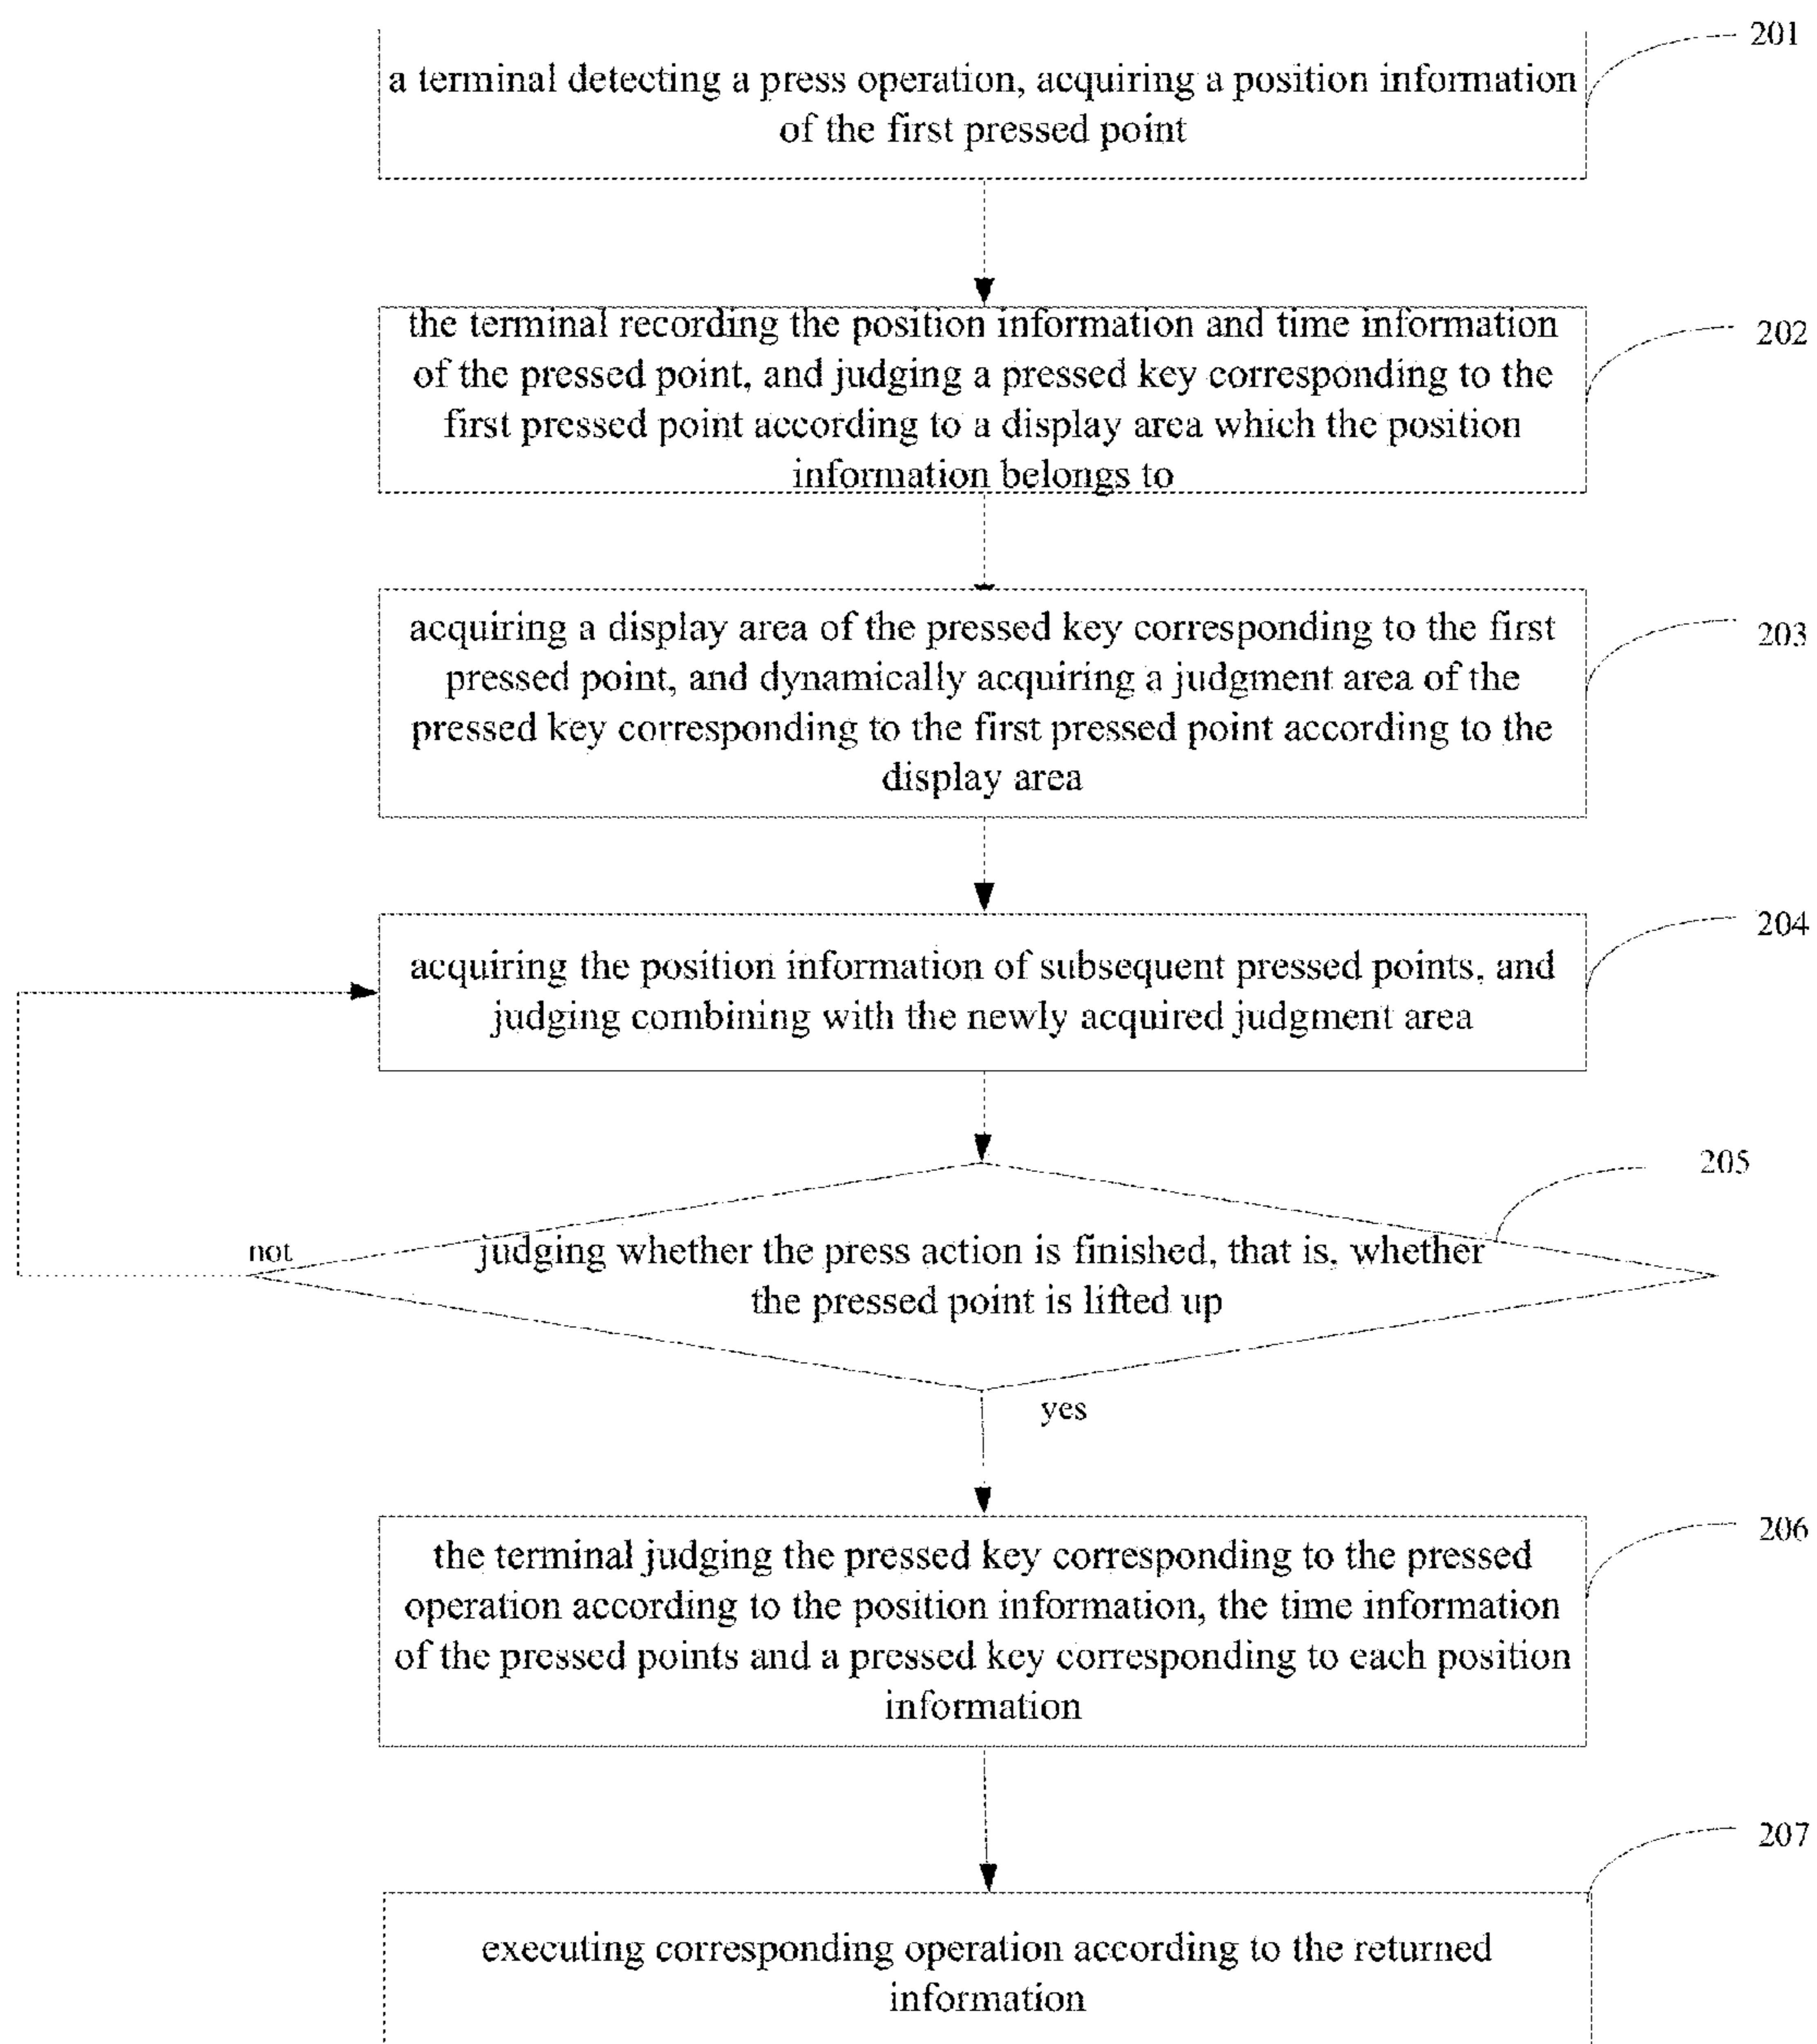 201
a terminal detecting a press operation, acquiring a position information
of the first pressed point
the terminal recording the position information and time information
202
of the pressed point, and judging a pressed key corresponding to the
first pressed point according to a display area which the position
information belongs to
acquiring a display area of the pressed key corresponding to the first
203
pressed point, and dynamically acquiring a judgment area of the
pressed key corresponding to the first pressed point according to the
display area
204
acquiring the position information of subsequent pressed points, and
judging combining with the newly acquired judgment area
205
not
judging whether the press action is finished, that is, whether
the pressed point is lifted up
yes
206
the terminal judging the pressed key corresponding to the pressed
operation according to the position information, the time information
of the pressed points and a pressed key corresponding to each position
information
207
executing corresponding operation according to the returned
information